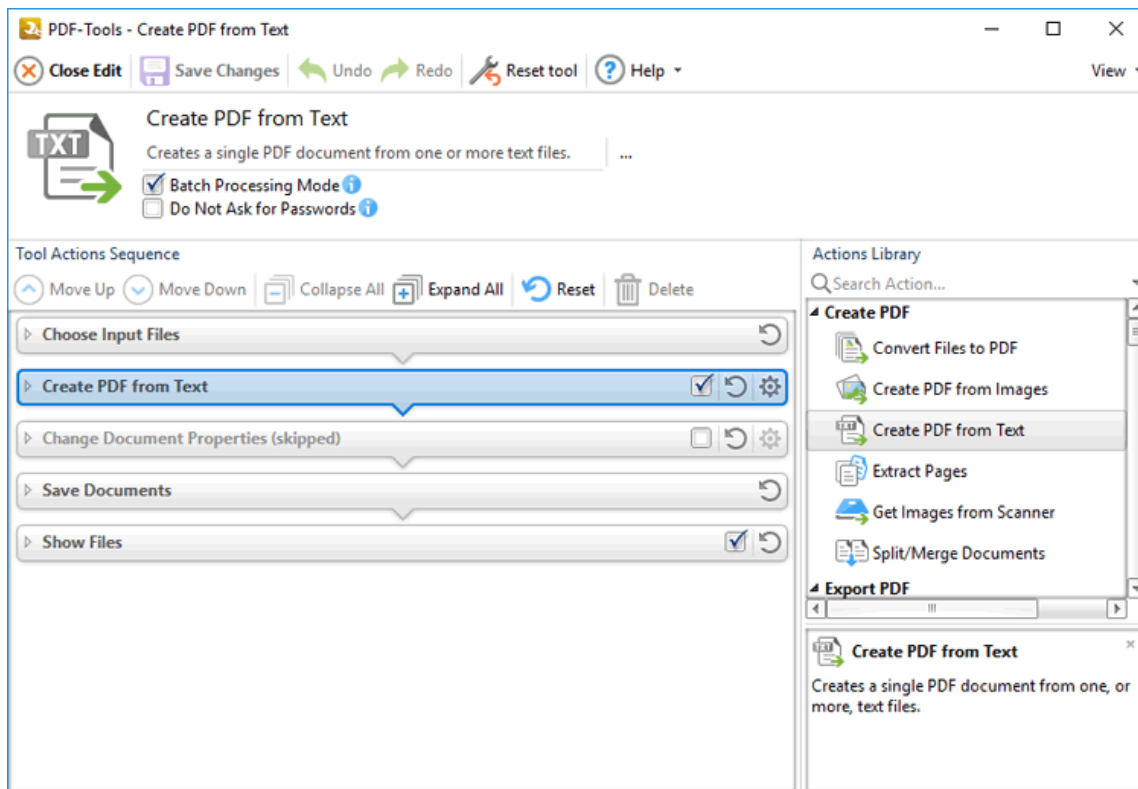 PDF-Tools - Create PDF from Text
Close Edit Save Changes Undo Redo Reset tool ? Help View
Create PDF from Text
TXT
Creates a single PDF document from one or more text files. ...
Batch Processing Mode i
Do Not Ask for Passwords i
Tool Actions Sequence
Move Up Move Down Collapse All Expand All Reset Delete
Choose Input Files
Create PDF from Text
Change Document Properties (skipped)
Save Documents
Show Files
Actions Library
Search Action...
Create PDF
Convert Files to PDF
Create PDF from Images
TXT Create PDF from Text
Extract Pages
Get Images from Scanner
Split/Merge Documents
Export PDF
TXT Create PDF from Text
Creates a single PDF document from one, or
more, text files.